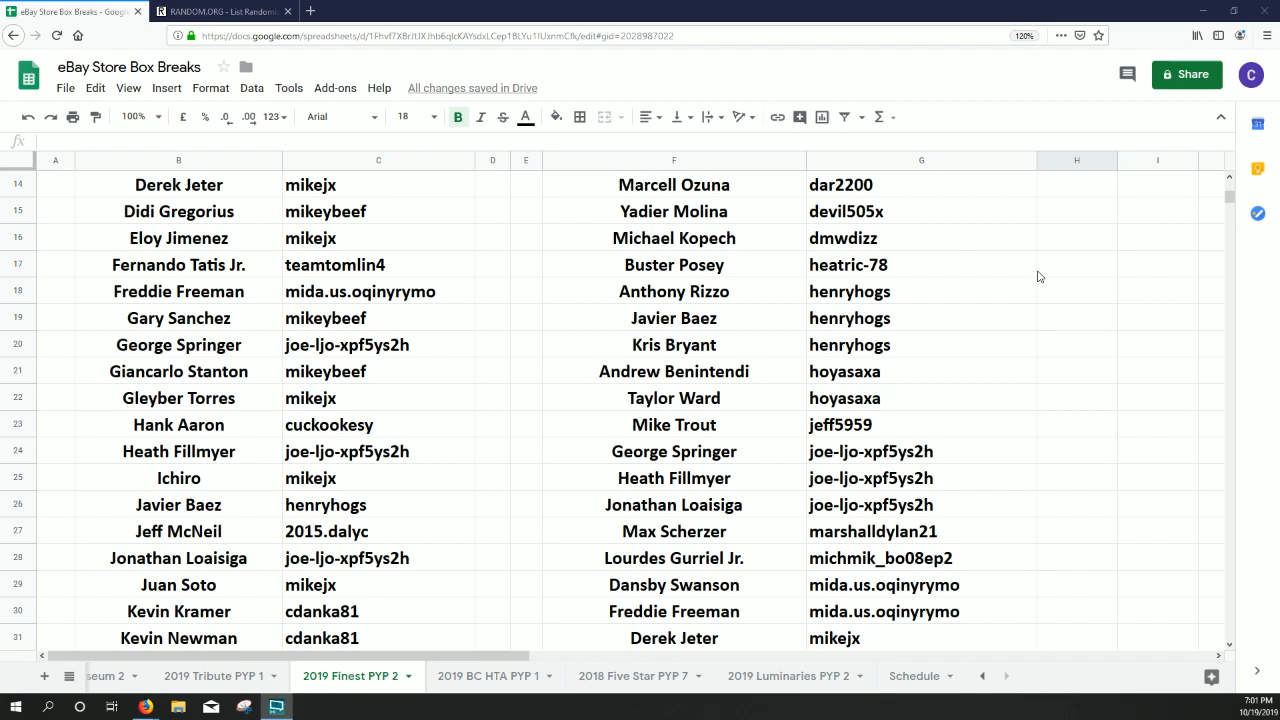 eBay Store Box Breaks - Google
RANDOM.ORG - List Randomi
https://docs.google.com/spreadsheets/d/1Fhvf7XBrJtJXJhb6qIcKAYsdxLCep1BLYu1IUxnmCfk/edit#gid=2028987022
120%
eBay Store Box Breaks
File Edit View Insert Format Data Tools Add-ons Help All changes saved in Drive
Share
C
100% £ % .0 .00 123 Arial 18 B I S A
fx
A B C D E F G H I
14 Derek Jeter mikejx Marcell Ozuna dar2200
15 Didi Gregorius mikeybeef Yadier Molina devil505x
16 Eloy Jimenez mikejx Michael Kopech dmwdizz
17 Fernando Tatis Jr. teamtomlin4 Buster Posey heatric-78
18 Freddie Freeman mida.us.oqinyrymo Anthony Rizzo henryhogs
19 Gary Sanchez mikeybeef Javier Baez henryhogs
20 George Springer joe-ljo-xpf5ys2h Kris Bryant henryhogs
21 Giancarlo Stanton mikeybeef Andrew Benintendi hoyasaxa
22 Gleyber Torres mikejx Taylor Ward hoyasaxa
23 Hank Aaron cuckookesy Mike Trout jeff5959
24 Heath Fillmyer joe-ljo-xpf5ys2h George Springer joe-ljo-xpf5ys2h
25 Ichiro mikejx Heath Fillmyer joe-ljo-xpf5ys2h
26 Javier Baez henryhogs Jonathan Loaisiga joe-ljo-xpf5ys2h
27 Jeff McNeil 2015.dalyc Max Scherzer marshalldylan21
28 Jonathan Loaisiga joe-ljo-xpf5ys2h Lourdes Gurriel Jr. michmik_bo08ep2
29 Juan Soto mikejx Dansby Swanson mida.us.oqinyrymo
30 Kevin Kramer cdanka81 Freddie Freeman mida.us.oqinyrymo
31 Kevin Newman cdanka81 Derek Jeter mikejx
seum 2 2019 Tribute PYP 1 2019 Finest PYP 2 2019 BC HTA PYP 1 2018 Five Star PYP 7 2019 Luminaries PYP 2 Schedule
7:01 PM
10/19/2019